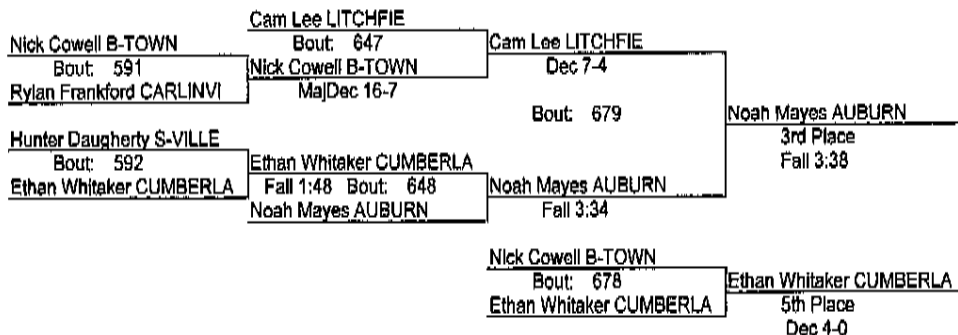 Cam Lee LITCHFIE
Nick Cowell B-TOWN
Bout: 647
Cam Lee LITCHFIE
Bout: 591
Nick Cowell B-TOWN
Dec 7-4
Rylan Frankford CARLINVI
MajDec 16-7
Bout: 679
Noah Mayes AUBURN
Hunter Daugherty S-VILLE
3rd Place
Bout: 592
Ethan Whitaker CUMBERLA
Fall 3:38
Ethan Whitaker CUMBERLA
Fall 1:48 Bout: 648
Noah Mayes AUBURN
Noah Mayes AUBURN
Fall 3:34
Nick Cowell B-TOWN
Bout: 678
Ethan Whitaker CUMBERLA
Ethan Whitaker CUMBERLA
5th Place
Dec 4-0